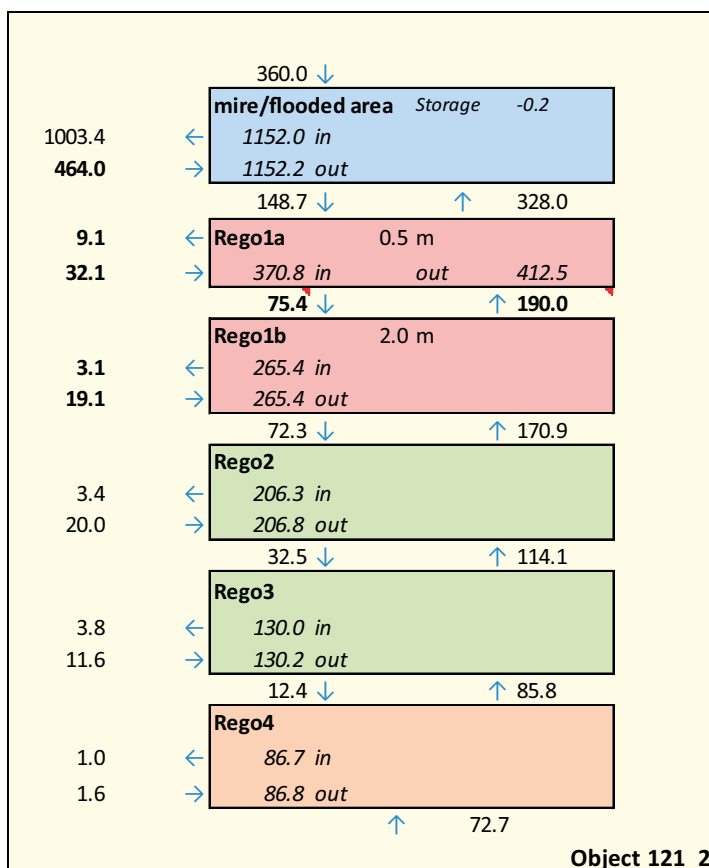 360.0 ↓
mire/flooded area Storage -0.2
1003.4 ← 1152.0 in
464.0 → 1152.2 out
148.7 ↓ ↑ 328.0
9.1 ← Rego1a 0.5 m
32.1 → 370.8 in out 412.5
75.4 ↓ ↑ 190.0
Rego1b 2.0 m
3.1 ← 265.4 in
19.1 → 265.4 out
72.3 ↓ ↑ 170.9
Rego2
3.4 ← 206.3 in
20.0 → 206.8 out
32.5 ↓ ↑ 114.1
Rego3
3.8 ← 130.0 in
11.6 → 130.2 out
12.4 ↓ ↑ 85.8
Rego4
1.0 ← 86.7 in
1.6 → 86.8 out
↑ 72.7
Object 121_2